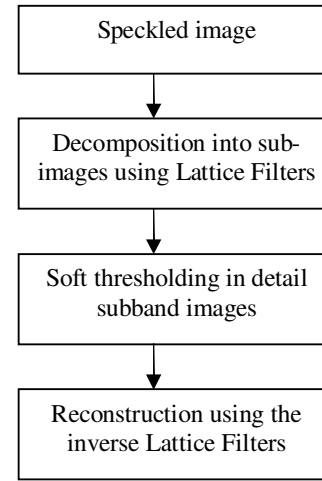 Speckled image
Decomposition into sub-
images using Lattice Filters
Soft thresholding in detail
subband images
Reconstruction using the
inverse Lattice Filters